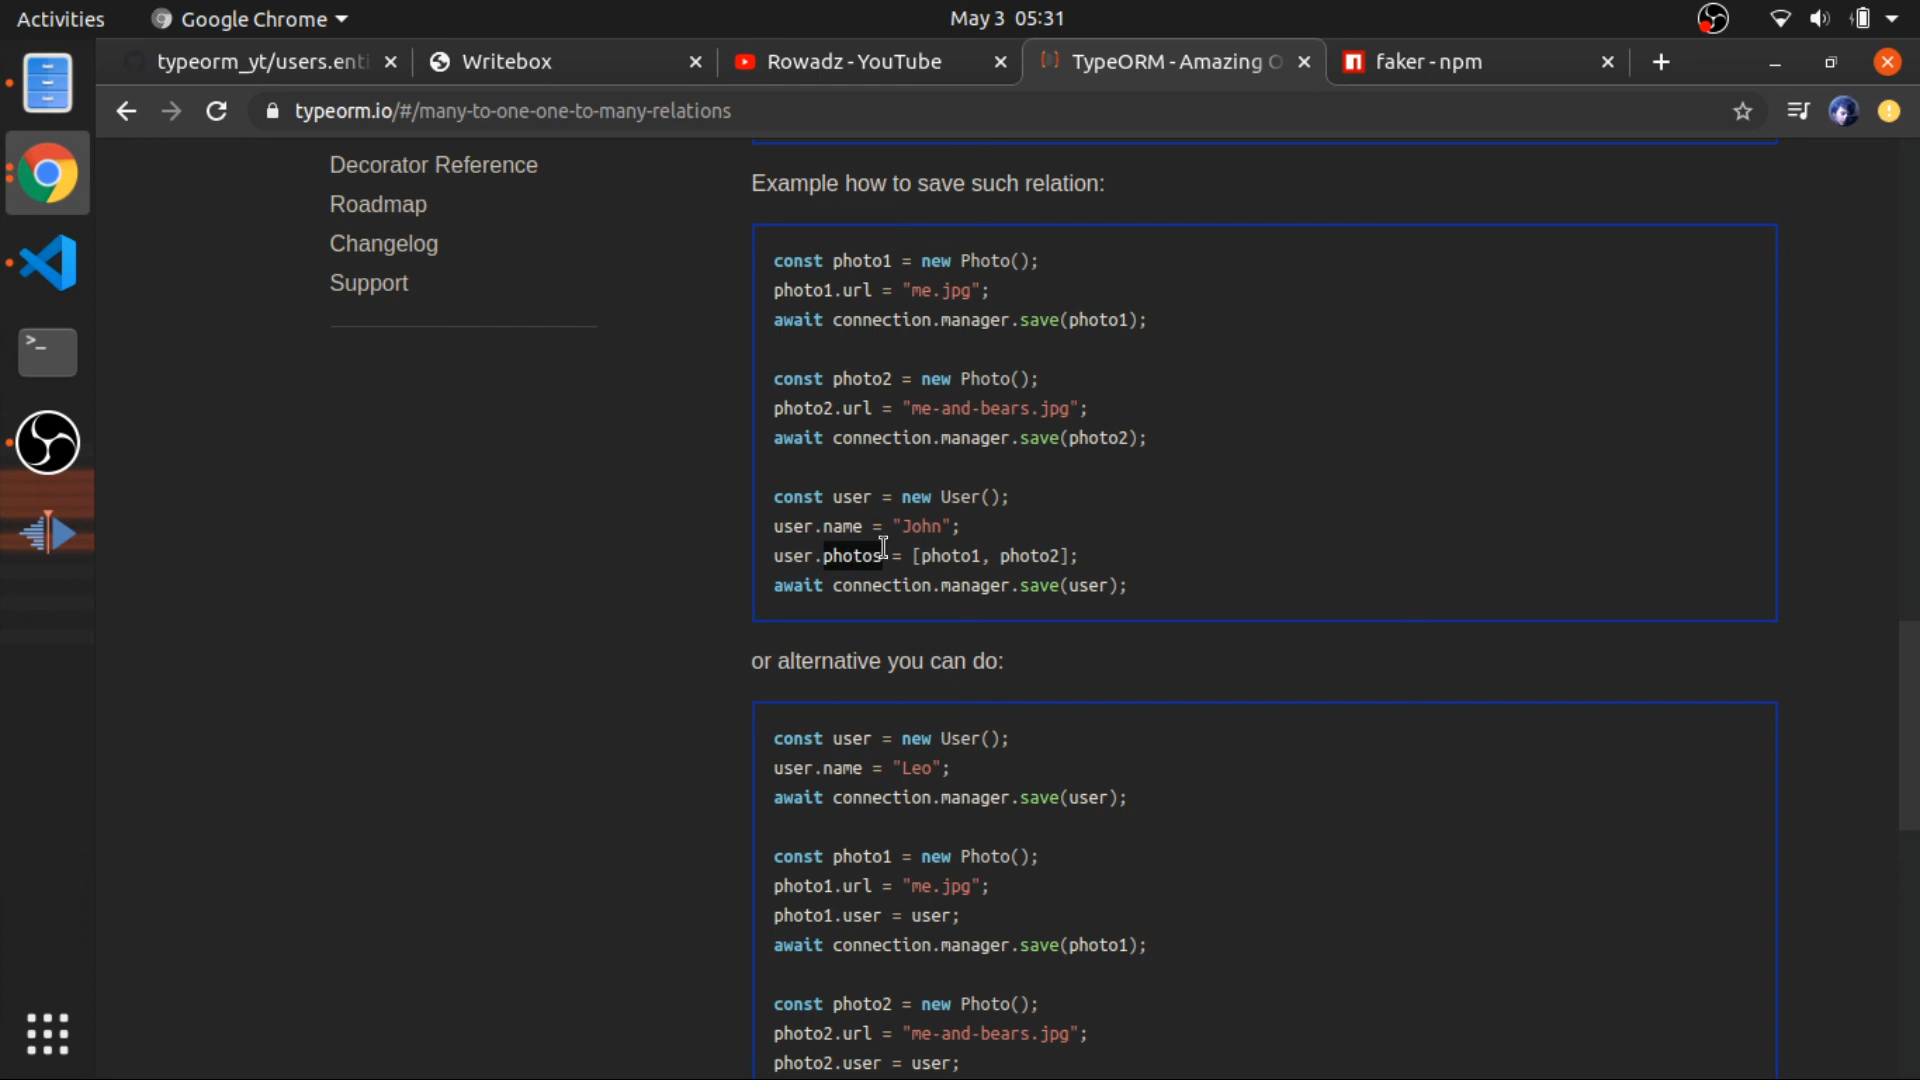 Activities
Google Chrome
May 3 05:31
typeorm_yt/users.enti
Writebox
Rowadz - YouTube
TypeORM - Amazing O
faker - npm
typeorm.io/#/many-to-one-one-to-many-relations
Decorator Reference
Roadmap
Changelog
Support
Example how to save such relation:
const photo1 = new Photo();
photo1.url = "me.jpg";
await connection.manager.save(photo1);
const photo2 = new Photo();
photo2.url = "me-and-bears.jpg";
await connection.manager.save(photo2);
const user = new User();
user.name = "John";
user.photos = [photo1, photo2];
await connection.manager.save(user);
or alternative you can do:
const user = new User();
user.name = "Leo";
await connection.manager.save(user);
const photo1 = new Photo();
photo1.url = "me.jpg";
photo1.user = user;
await connection.manager.save(photo1);
const photo2 = new Photo();
photo2.url = "me-and-bears.jpg";
photo2.user = user;